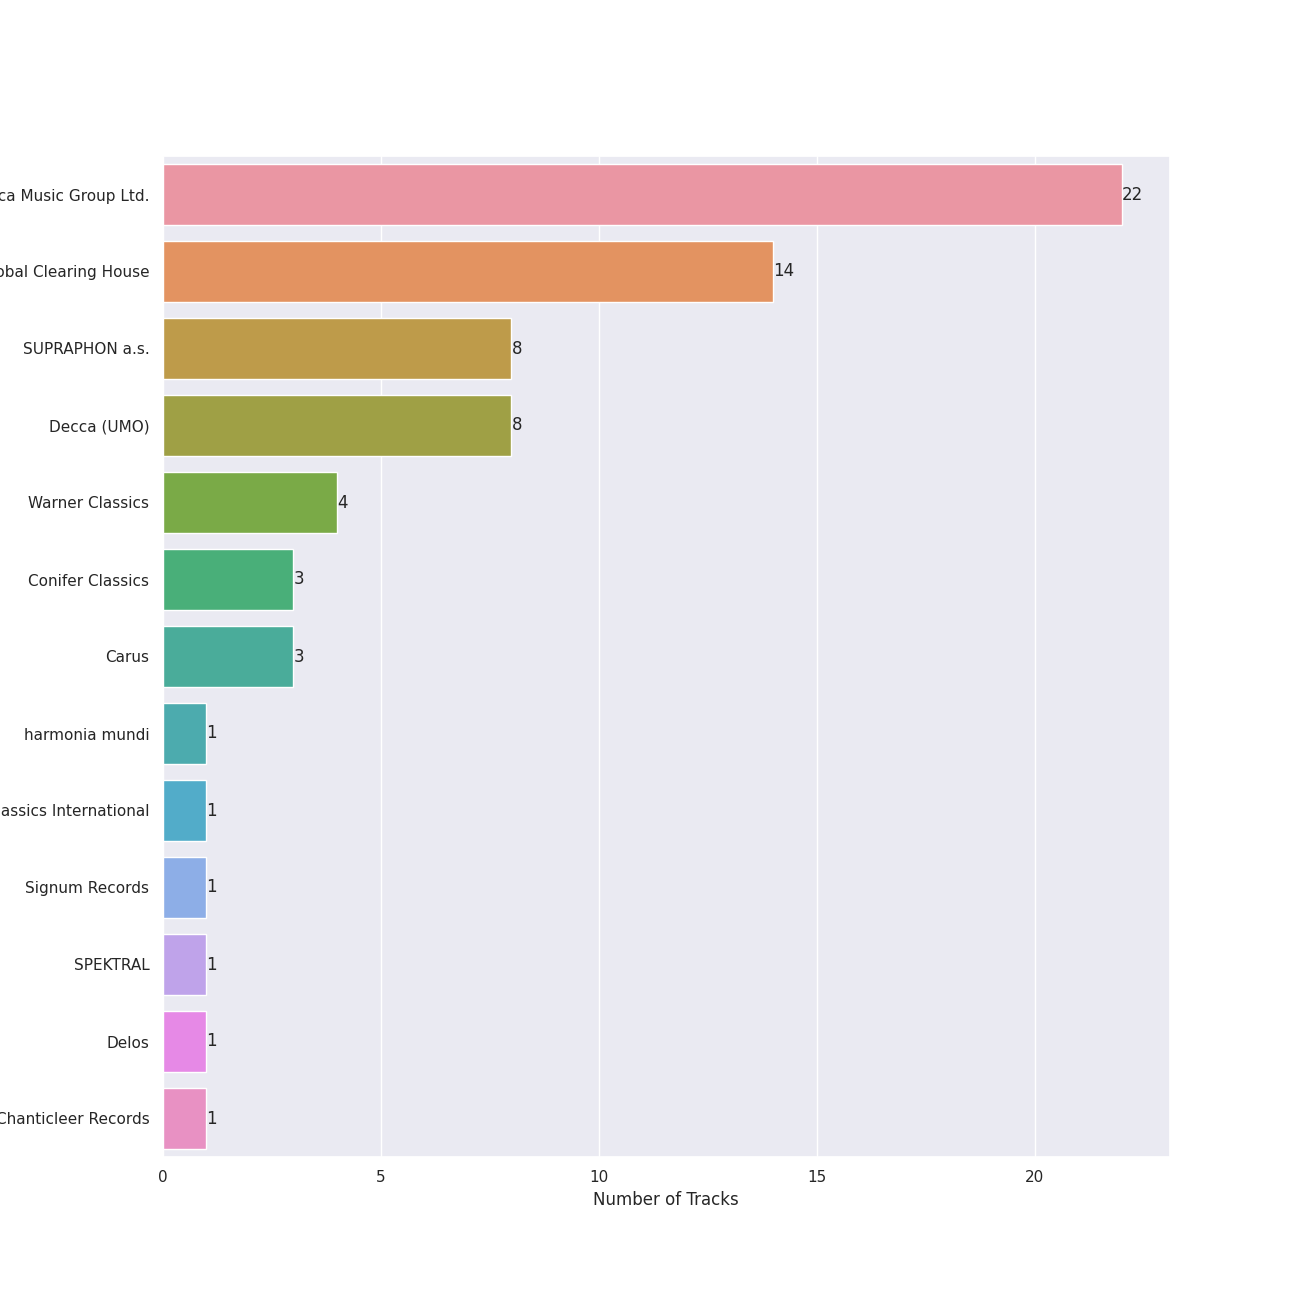 ca Music Group Ltd. 22
obal Clearing House 14
SUPRAPHON a.s. 8
Decca (UMO) 8
Warner Classics 4
Conifer Classics 3
Carus 3
harmonia mundi 1
assics International 1
Signum Records 1
SPEKTRAL 1
Delos 1
Chanticleer Records 1
0 5 10 15 20
Number of Tracks